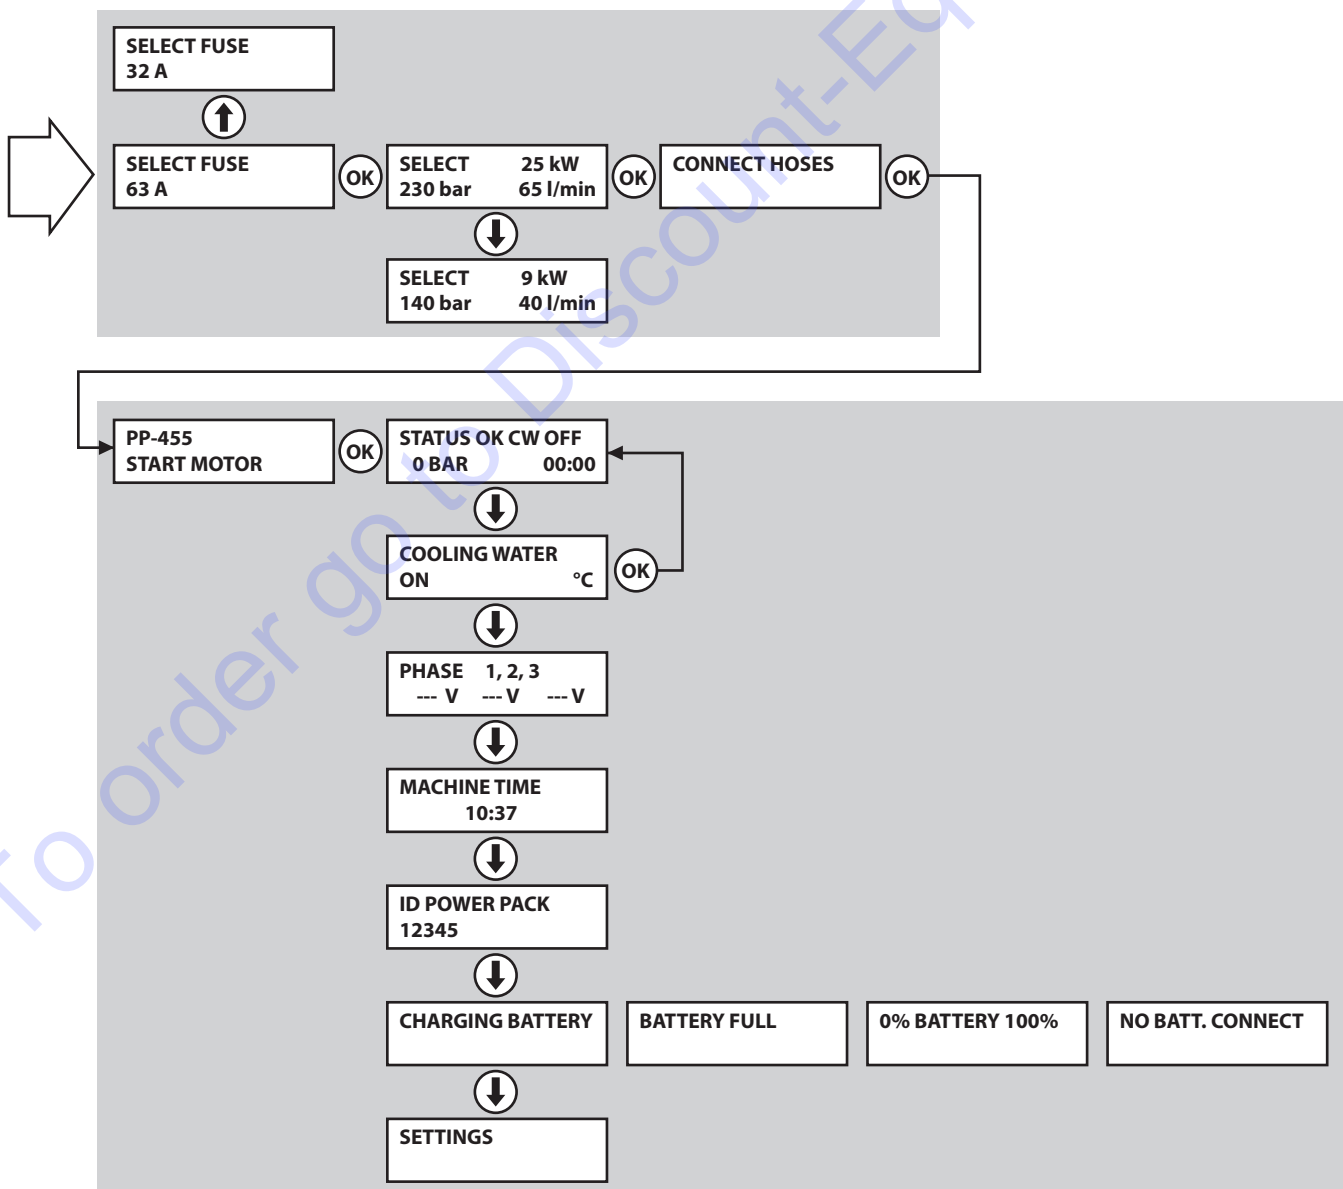 SELECT FUSE
32 A
SELECT FUSE
63 A
OK
SELECT 25 kW
230 bar 65 l/min
OK
CONNECT HOSES
OK
SELECT 9 kW
140 bar 40 l/min
PP-455
START MOTOR
OK
STATUS OK CW OFF
0 BAR 00:00
COOLING WATER
ON °C
OK
PHASE 1, 2, 3
--- V --- V --- V
MACHINE TIME
10:37
ID POWER PACK
12345
CHARGING BATTERY
BATTERY FULL
0% BATTERY 100%
NO BATT. CONNECT
SETTINGS
To order go to Discount-Eq